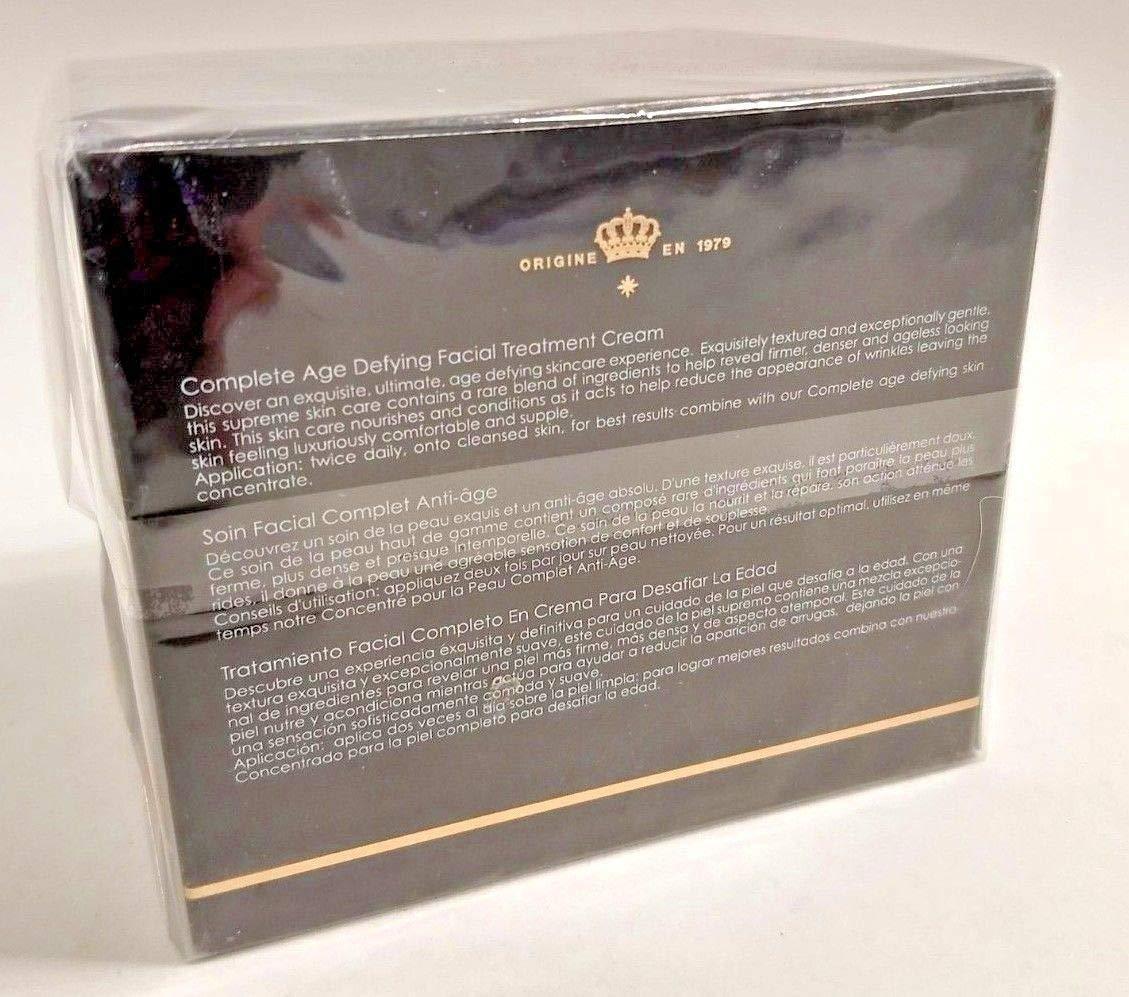 ORIGINE EN 1979
Complete Age Defying Facial Treatment Cream
Discover an exquisite, ultimate, age defying skincare experience. Exquisitely textured and exceptionally gentle,
this supreme skin care contains a rare blend of ingredients to help reveal firmer, denser and ageless looking
skin. This skin care nourishes and conditions as it acts to help reduce the appearance of wrinkles leaving the
skin feeling luxuriously comfortable and supple.
Application: twice daily, onto cleansed skin, for best results combine with our Complete age defying skin
concentrate.
Soin Facial Complet Anti-âge
Découvrez un soin de la peau exquis et un anti-âge absolu. D'une texture exquise, il est particulièrement doux.
Ce soin de la peau haut de gamme contient un composé rare d'ingrédients qui font paraître la peau plus
ferme, plus dense et presque intemporelle. Ce soin de la peau la nourrit et la répare, son action atténue les
rides, il donne à la peau une agréable sensation de confort et de souplesse.
Conseils d'utilisation: appliquez deux fois par jour sur peau nettoyée. Pour un résultat optimal, utilisez en même
temps notre Concentré pour la Peau Complet Anti-Age.
Tratamiento Facial Completo En Crema Para Desafiar La Edad
Descubre una experiencia éxquisita y definitiva para un cuidado de la piel que desafía a la edad. Con una
textura exquisita y excepcionalmente suave, este cuidado de la piel supremo contiene una mezcla excepcio-
nal de ingredientes para revelar una piel más firme, más densa y de aspecto atemporal. Este cuidado de la
piel nutre y acondiciona mientras actúa para ayudar a reducir la aparición de arrugas, dejando la piel con
una sensación sofisticadamente cómoda y suave.
Aplicación: aplica dos veces al día sobre la piel limpia; para lograr mejores resultados combina con nuestro
Concentrado para la piel completo para desafiar la edad.